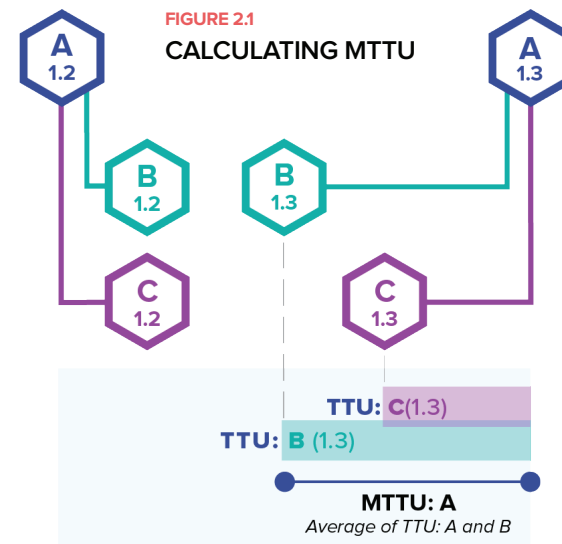 FIGURE 2.1
CALCULATING MTTU
A
1.2
A
1.3
B
1.2
B
1.3
C
1.2
C
1.3
TTU: C(1.3)
TTU: B (1.3)
MTTU: A
Average of TTU: A and B